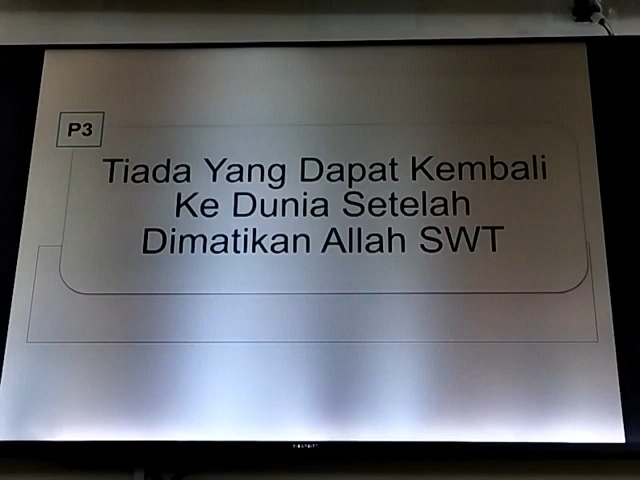 P3
Tiada Yang Dapat Kembali
Ke Dunia Setelah
Dimatikan Allah SWT